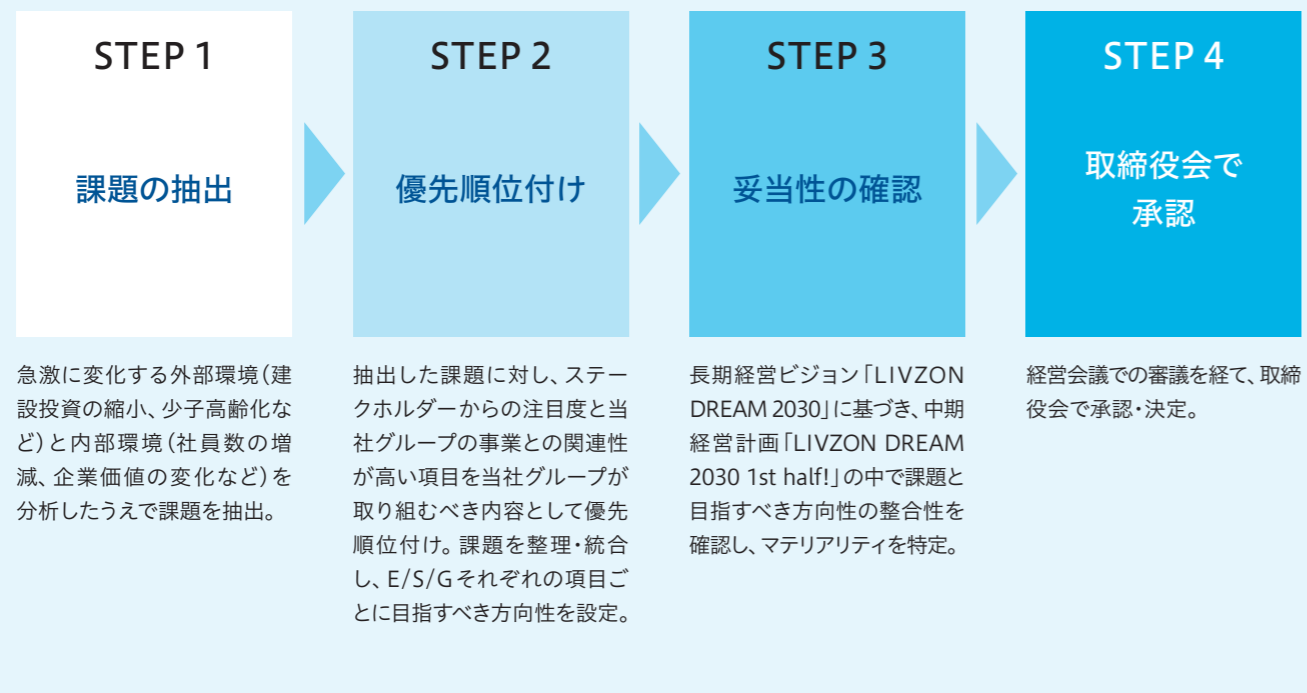 STEP 1
課題の抽出
急激に変化する外部環境(建
設投資の縮小、少子高齢化な
ど)と内部環境(社員数の増
減、企業価値の変化など)を
分析したうえで課題を抽出。
STEP 2
優先順位付け
抽出した課題に対し、ステー
クホルダーからの注目度と当
社グループの事業との関連性
が高い項目を当社グループが
取り組むべき内容として優先
順位付け。課題を整理・統合
し、E/S/Gそれぞれの項目ご
とに目指すべき方向性を設定。
STEP 3
妥当性の確認
長期経営ビジョン「LIVZON
DREAM 2030」に基づき、中期
経営計画「LIVZON DREAM
2030 1st half!」の中で課題と
目指すべき方向性の整合性を
確認し、マテリアリティを特定。
STEP 4
取締役会で
承認
経営会議での審議を経て、取締
役会で承認・決定。